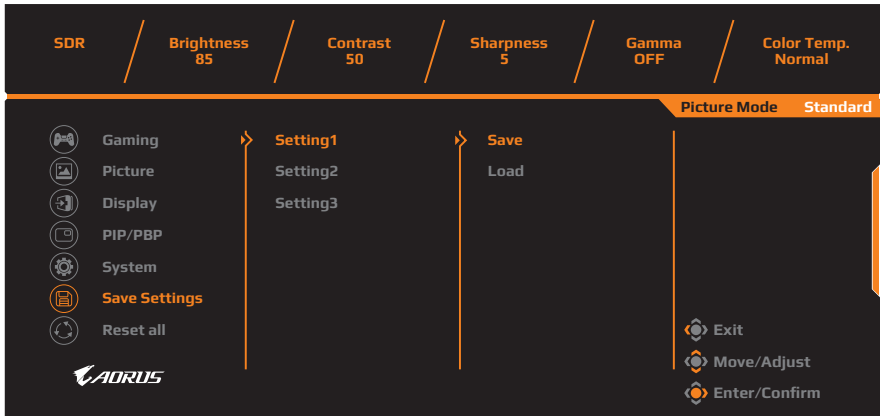 SDR Brightness Contrast Sharpness Gamma Color Temp.
85 50 5 OFF Normal
Picture Mode Standard
Gaming Setting1 Save
Picture Setting2 Load
Display Setting3
PIP/PBP
System
Save Settings
Reset all Exit
AORUS Move/Adjust
Enter/Confirm